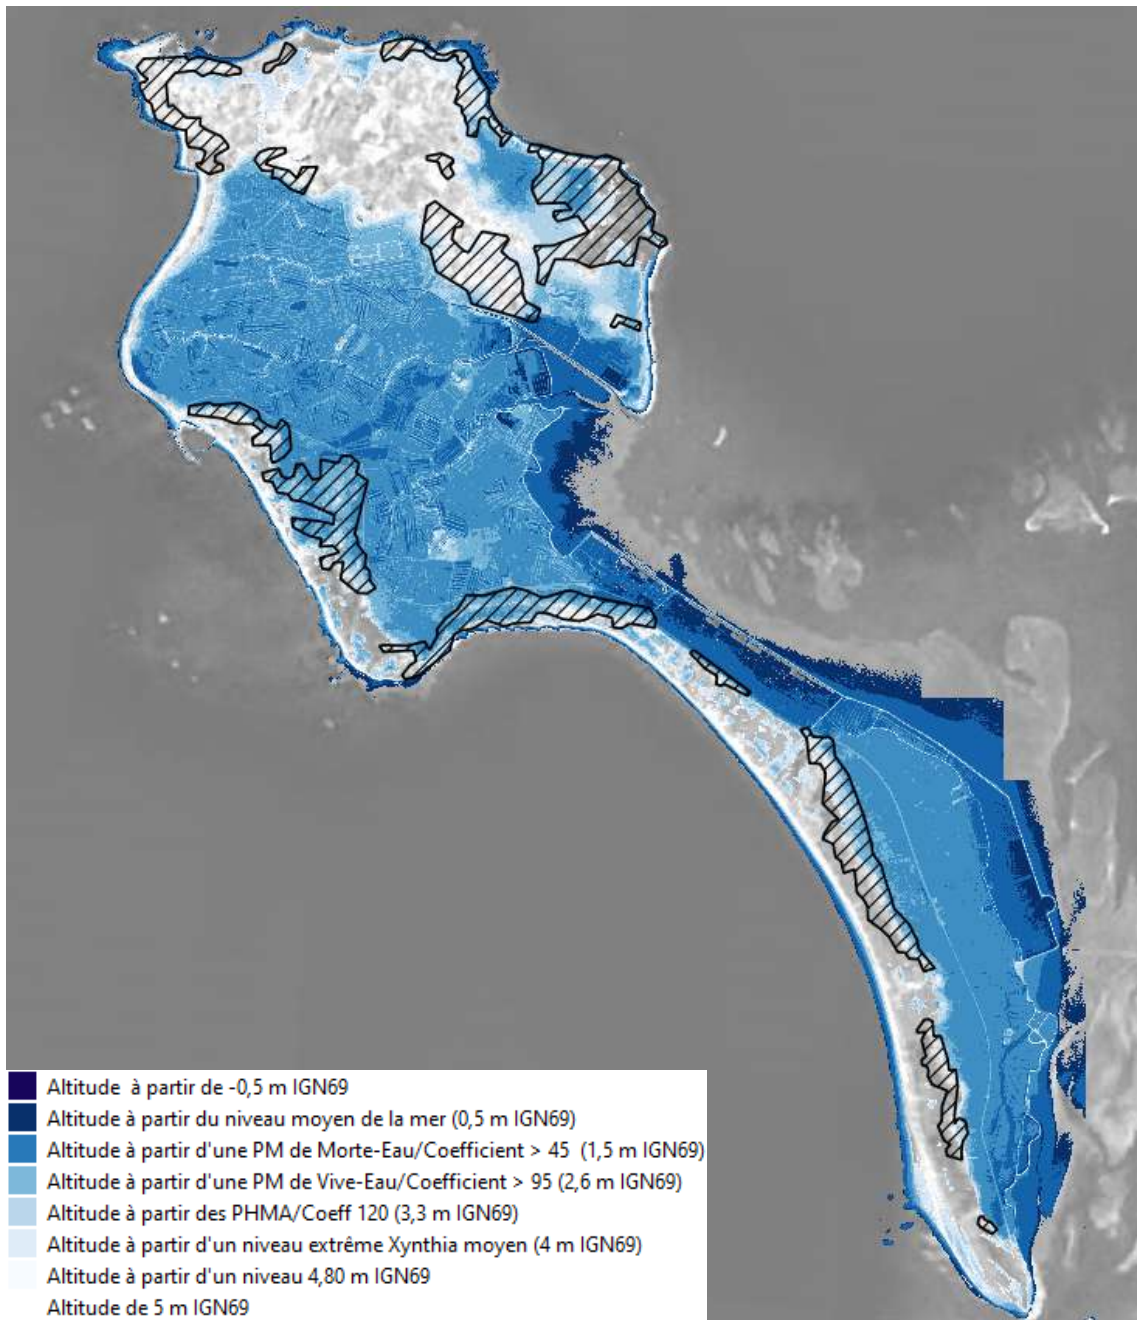 Altitude à partir de -0,5 m IGN69
Altitude à partir du niveau moyen de la mer (0,5 m IGN69)
Altitude à partir d'une PM de Morte-Eau/Coefficient > 45 (1,5 m IGN69)
Altitude à partir d'une PM de Vive-Eau/Coefficient > 95 (2,6 m IGN69)
Altitude à partir des PHMA/Coeff 120 (3,3 m IGN69)
Altitude à partir d'un niveau extrême Xynthia moyen (4 m IGN69)
Altitude à partir d'un niveau 4,80 m IGN69
Altitude de 5 m IGN69